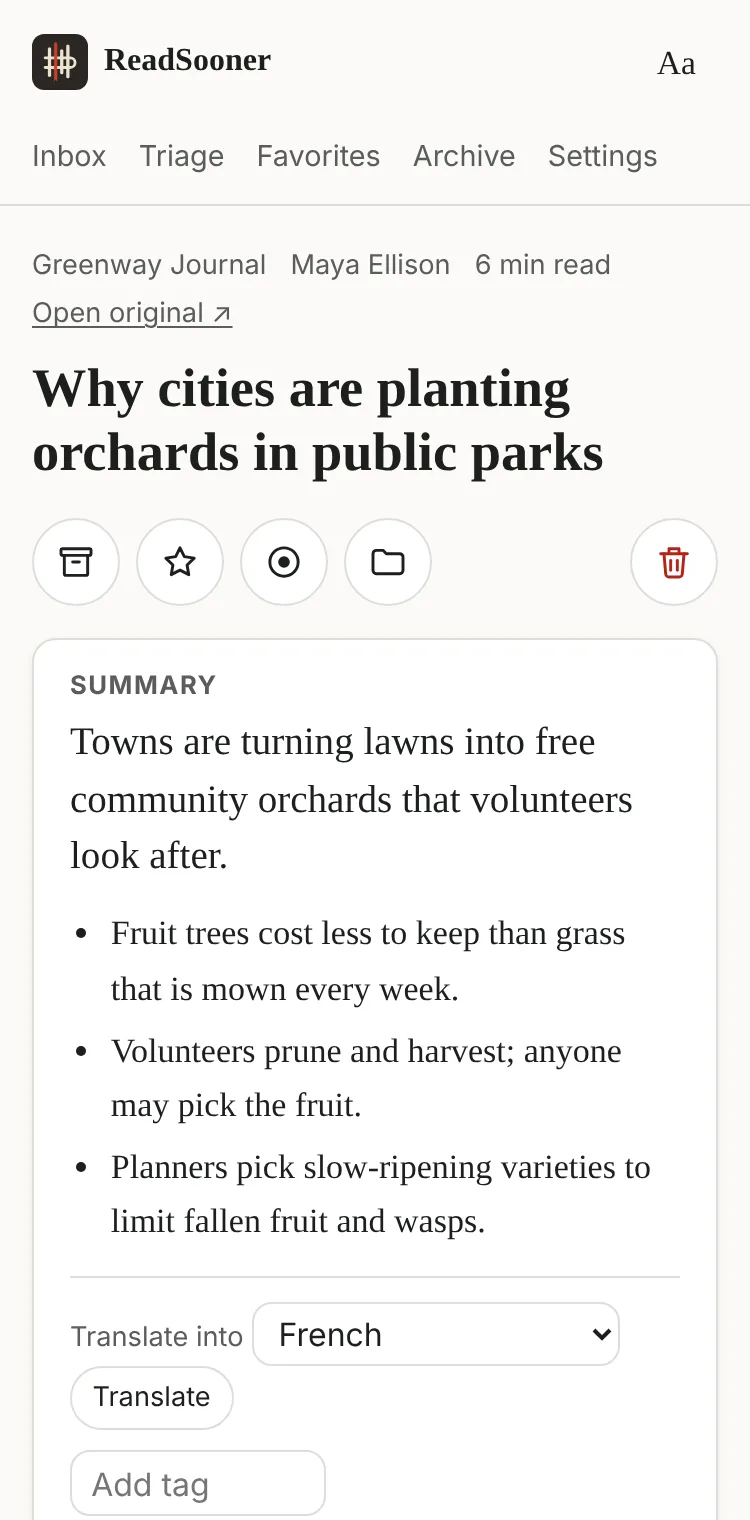 ReadSooner
Aa
Inbox Triage Favorites Archive Settings
Greenway Journal Maya Ellison 6 min read
Open original ↗
Why cities are planting
orchards in public parks
SUMMARY
Towns are turning lawns into free
community orchards that volunteers
look after.
• Fruit trees cost less to keep than grass
that is mown every week.
• Volunteers prune and harvest; anyone
may pick the fruit.
• Planners pick slow-ripening varieties to
limit fallen fruit and wasps.
Translate into French
Translate
Add tag